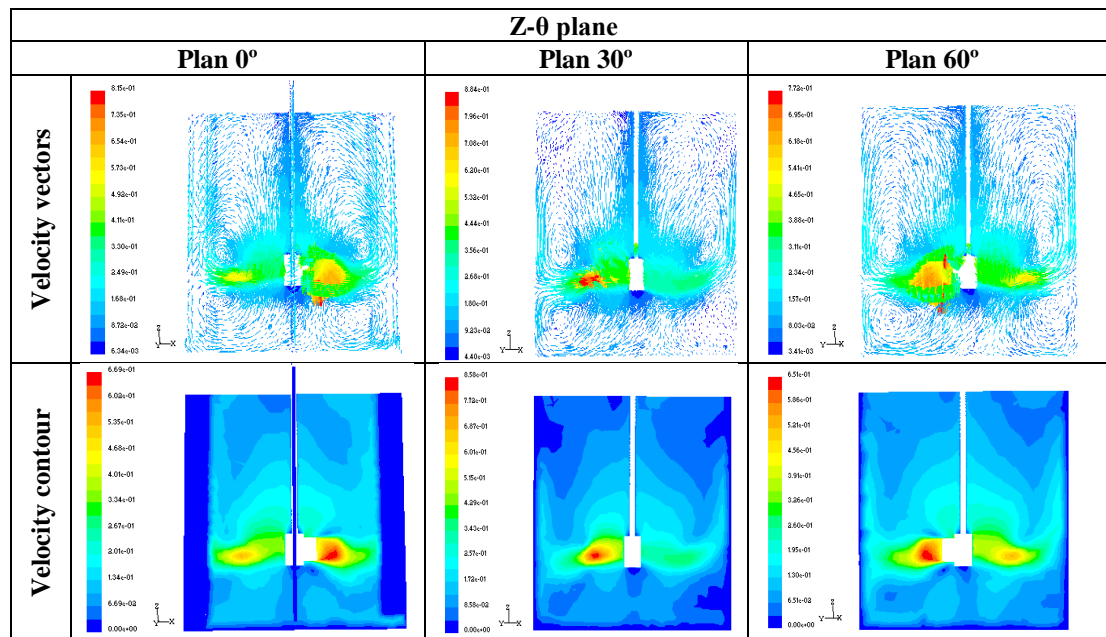 Z-θ plane
Plan 0º
Plan 30º
Plan 60º
Velocity vectors
8.15e-01
7.35e-01
6.54e-01
5.73e-01
4.92e-01
4.11e-01
3.30e-01
2.49e-01
1.68e-01
8.72e-02
6.34e-03
Z
Y X
8.84e-01
7.96e-01
7.08e-01
6.20e-01
5.32e-01
4.44e-01
3.56e-01
2.68e-01
1.80e-01
9.23e-02
4.40e-03
Z
Y X
7.72e-01
6.95e-01
6.18e-01
5.41e-01
4.65e-01
3.88e-01
3.11e-01
2.34e-01
1.57e-01
8.03e-02
3.41e-03
Z
Y X
Velocity contour
6.69e-01
6.02e-01
5.35e-01
4.68e-01
4.01e-01
3.34e-01
2.67e-01
2.01e-01
1.34e-01
6.69e-02
0.00e+00
Z
Y X
8.58e-01
7.72e-01
6.87e-01
6.01e-01
5.15e-01
4.29e-01
3.43e-01
2.57e-01
1.72e-01
8.58e-02
0.00e+00
Z
Y X
6.51e-01
5.86e-01
5.21e-01
4.56e-01
3.91e-01
3.26e-01
2.60e-01
1.95e-01
1.30e-01
6.51e-02
0.00e+00
Z
Y X